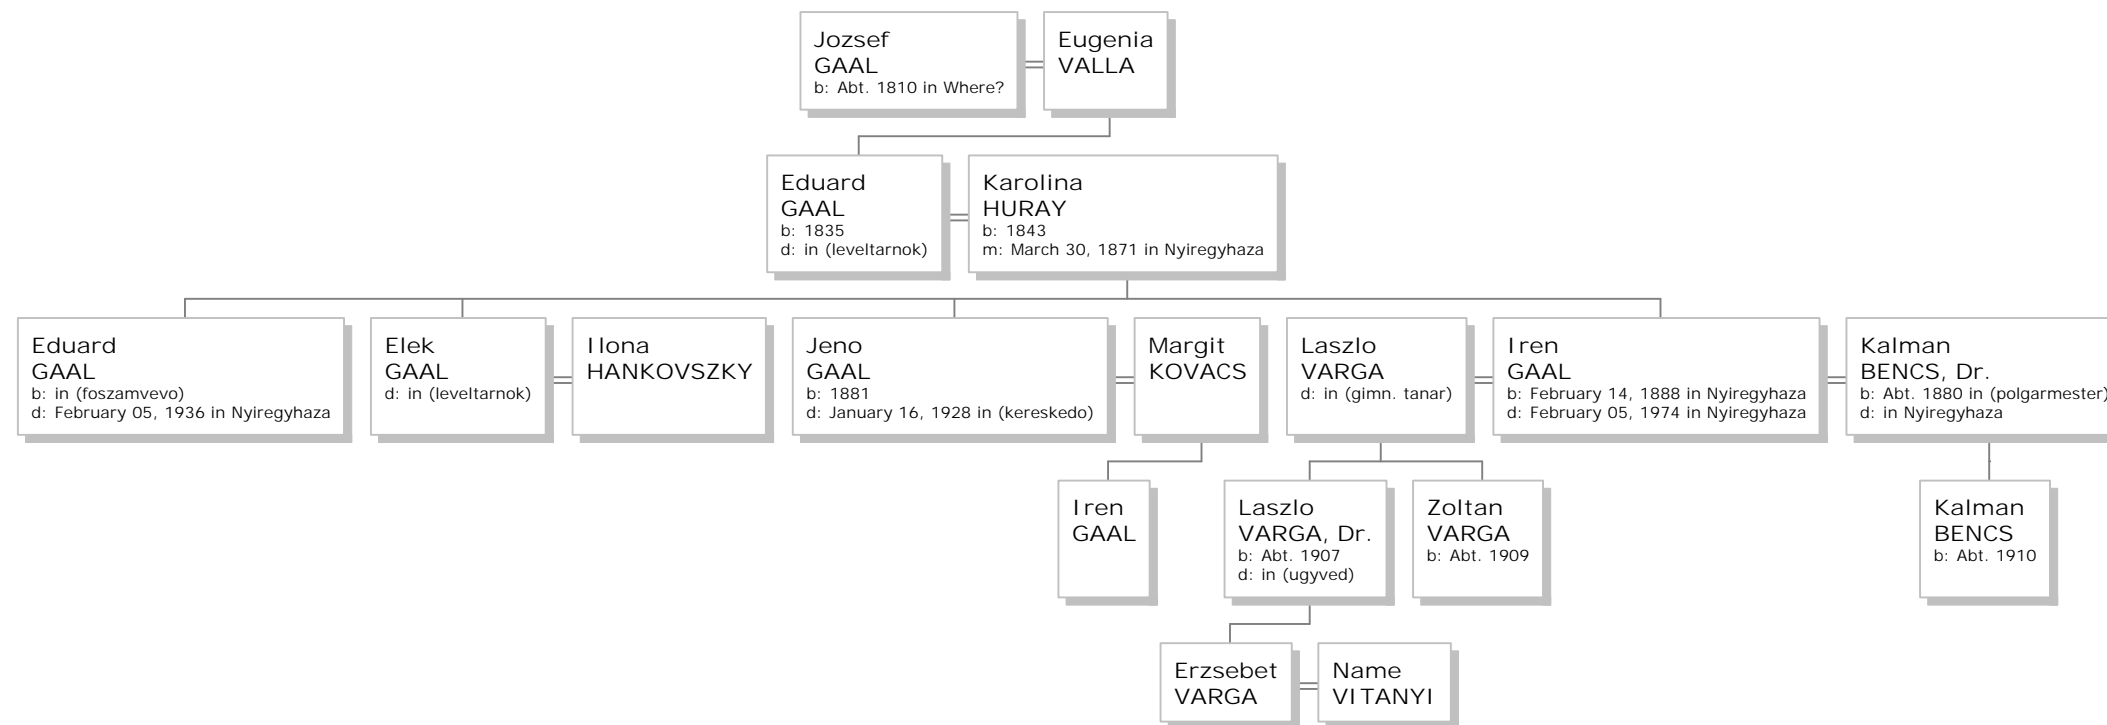 Jozsef
GAAL
b: Abt. 1810 in Where?
Eugenia
VALLA
Eduard
GAAL
b: 1835
d: in (leveltarnok)
Karolina
HURAY
b: 1843
m: March 30, 1871 in Nyiregyhaza
Eduard
GAAL
b: in (foszamvevo)
d: February 05, 1936 in Nyiregyhaza
Elek
GAAL
d: in (leveltarnok)
Ilona
HANKOVSZKY
Jeno
GAAL
b: 1881
d: January 16, 1928 in (kereskedo)
Margit
KOVACS
Laszlo
VARGA
d: in (gimn. tanar)
Iren
GAAL
b: February 14, 1888 in Nyiregyhaza
d: February 05, 1974 in Nyiregyhaza
Kalman
BENCS, Dr.
b: Abt. 1880 in (polgarmester)
d: in Nyiregyhaza
Iren
GAAL
Laszlo
VARGA, Dr.
b: Abt. 1907
d: in (ugyved)
Zoltan
VARGA
b: Abt. 1909
Kalman
BENCS
b: Abt. 1910
Erzsebet
VARGA
Name
VITANYI